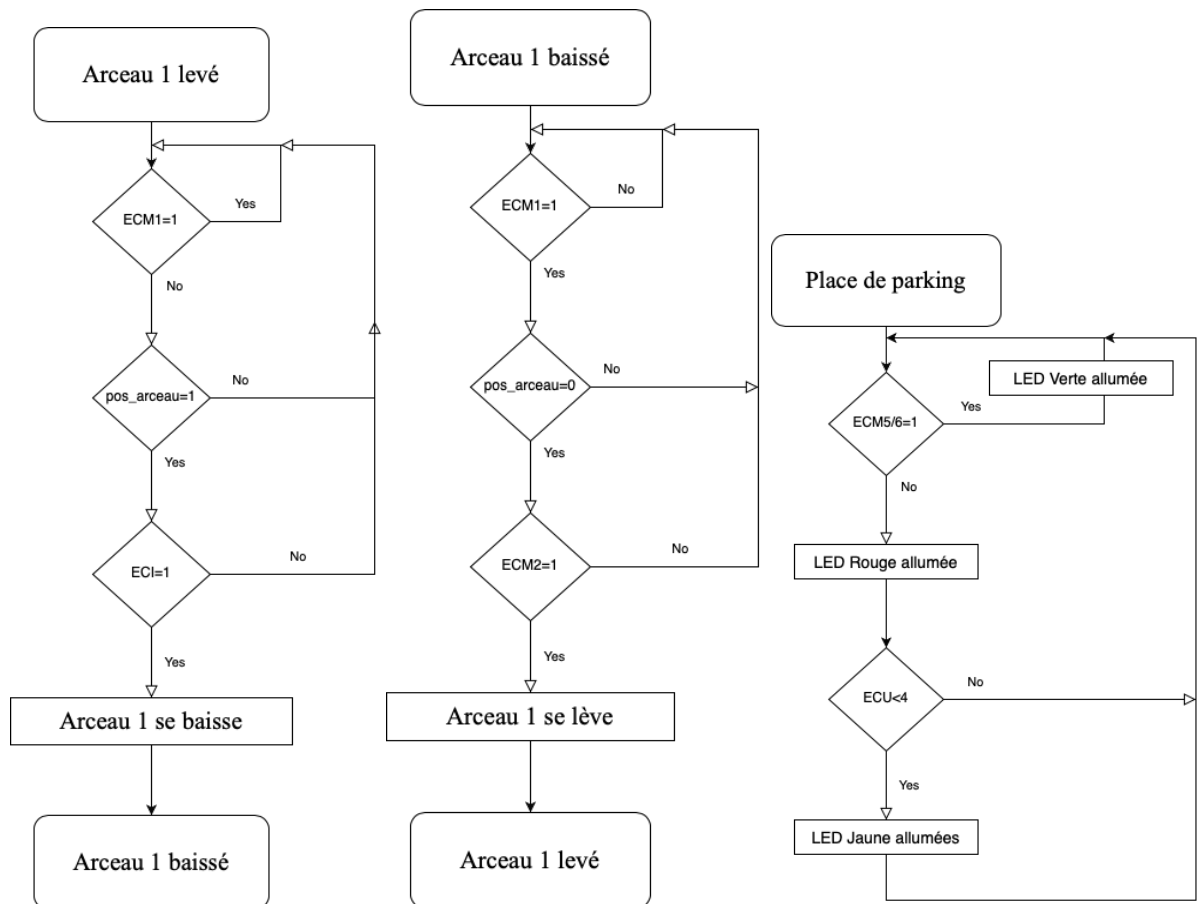 Arceau 1 levé
ECM1=1
Yes
No
pos_arceau=1
No
Yes
ECI=1
No
Yes
Arceau 1 se baisse
Arceau 1 baissé
Arceau 1 baissé
ECM1=1
No
Yes
pos_arceau=0
No
Yes
ECM2=1
No
Yes
Arceau 1 se lève
Arceau 1 levé
Place de parking
LED Verte allumée
ECM5/6=1
Yes
No
LED Rouge allumée
ECU<4
No
Yes
LED Jaune allumées